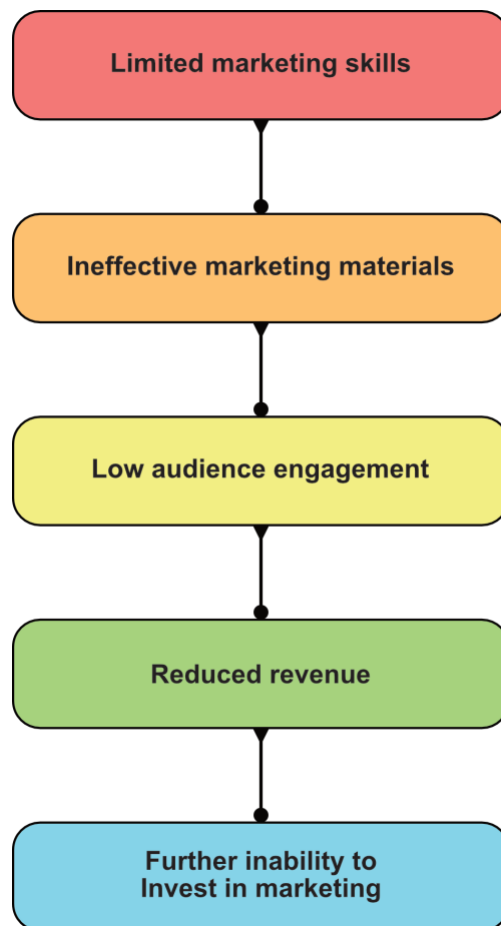 Limited marketing skills
Ineffective marketing materials
Low audience engagement
Reduced revenue
Further inability to
Invest in marketing